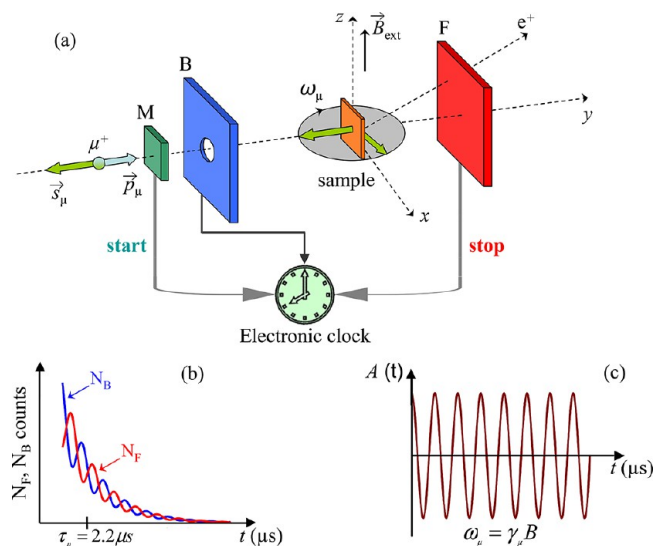 (a)
z
B⃗ext
F
e⁺
B
M
ωμ
y
μ⁺
s⃗μ
p⃗μ
sample
x
start
stop
Electronic clock
(b)
A (t)
(c)
NB
NF
NF, NB counts
t (μs)
τμ = 2.2μs
t (μs)
ωμ = γμB